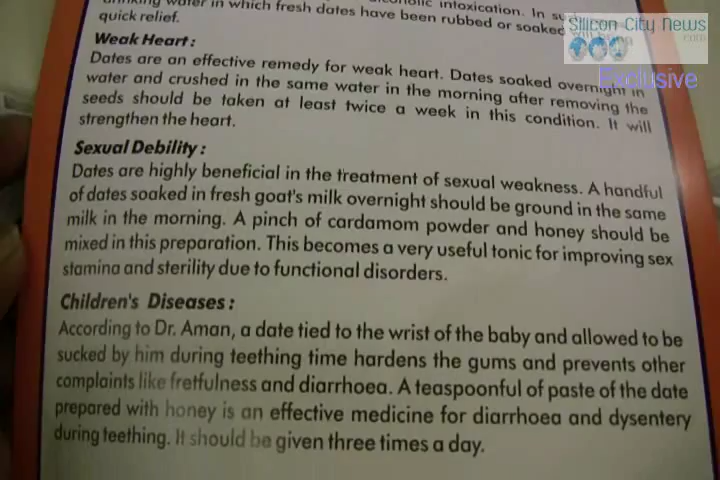 drinking water in which fresh dates have been rubbed or soaked will bring
quick relief.
Weak Heart :
Dates are an effective remedy for weak heart. Dates soaked overnight in
water and crushed in the same water in the morning after removing the
seeds should be taken at least twice a week in this condition. It will
strengthen the heart.
Sexual Debility :
Dates are highly beneficial in the treatment of sexual weakness. A handful
of dates soaked in fresh goat's milk overnight should be ground in the same
milk in the morning. A pinch of cardamom powder and honey should be
mixed in this preparation. This becomes a very useful tonic for improving sex
stamina and sterility due to functional disorders.
Children's Diseases :
According to Dr. Aman, a date tied to the wrist of the baby and allowed to be
sucked by him during teething time hardens the gums and prevents other
complaints like fretfulness and diarrhoea. A teaspoonful of paste of the date
prepared with honey is an effective medicine for diarrhoea and dysentery
during teething. It should be given three times a day.
Silicon City News
.com
Exclusive